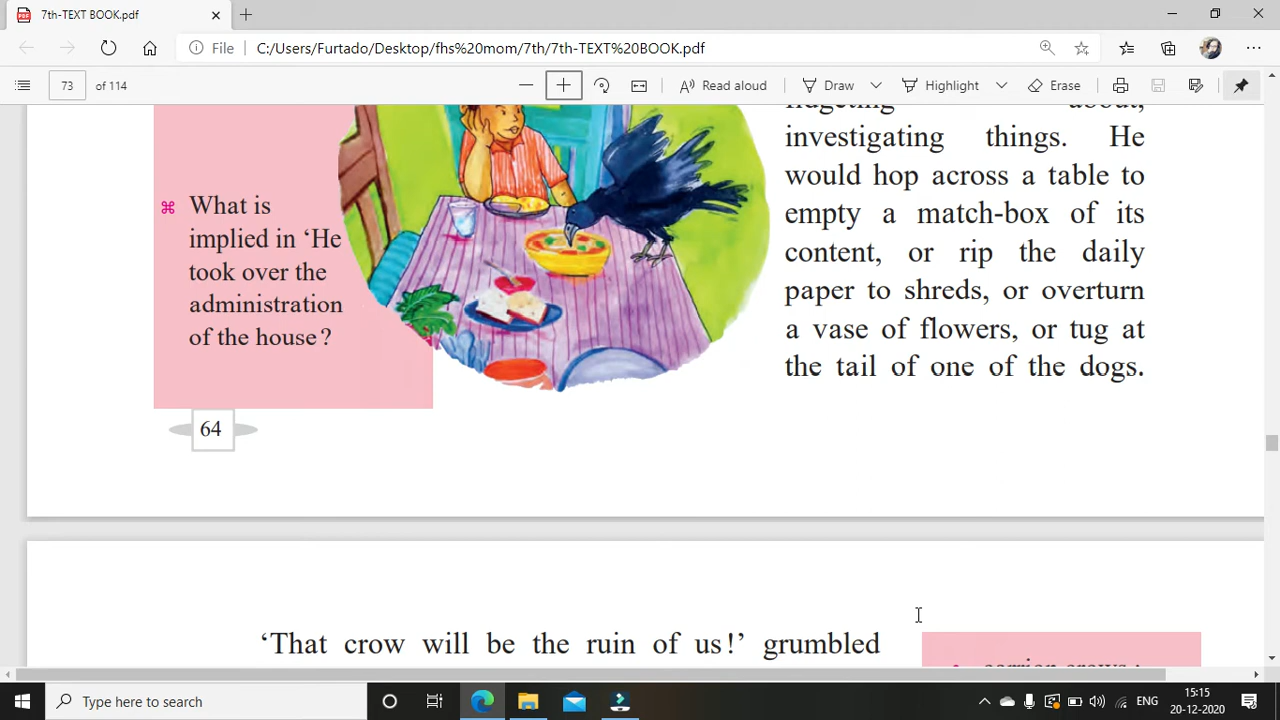 7th-TEXT BOOK.pdf
File
C:/Users/Furtado/Desktop/fhs%20mom/7th/7th-TEXT%20BOOK.pdf
73
of 114
Read aloud
Draw
Highlight
Erase
What is
implied in ‘He
took over the
administration
of the house?
64
about,
investigating things. He
would hop across a table to
empty a match-box of its
content, or rip the daily
paper to shreds, or overturn
a vase of flowers, or tug at
the tail of one of the dogs.
‘That crow will be the ruin of us!’ grumbled
carrion crows :
Type here to search
ENG
15:15
20-12-2020